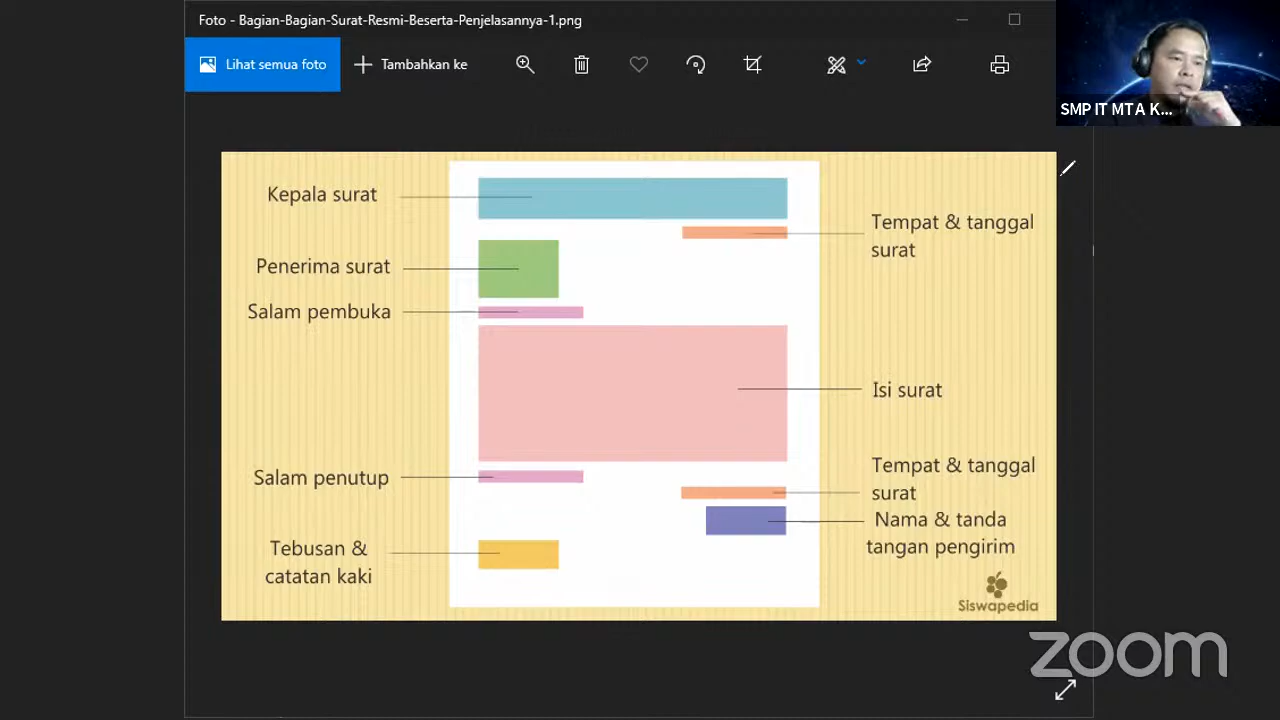 Foto - Bagian-Bagian-Surat-Resmi-Beserta-Penjelasannya-1.png
Lihat semua foto
Tambahkan ke
SMP IT MTA K...
Kepala surat
Tempat & tanggal
surat
Penerima surat
Salam pembuka
Isi surat
Salam penutup
Tempat & tanggal
surat
Nama & tanda
tangan pengirim
Tebusan &
catatan kaki
Siswapedia
zoom